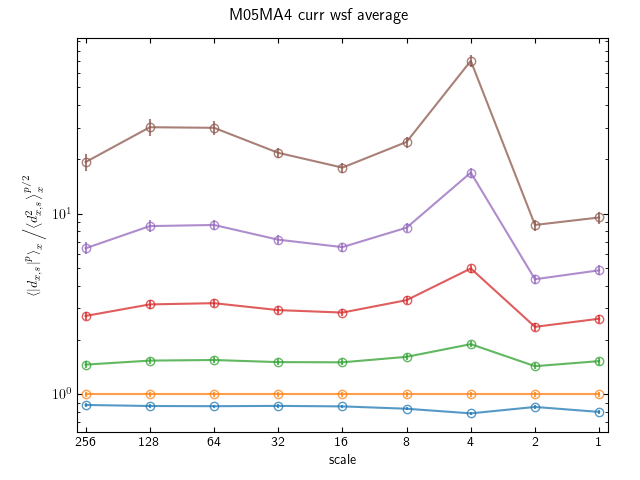 M05MA4 curr wsf average
⟨|d_{x,s}|^p⟩_x / ⟨d^2_{x,s}⟩_x^{p/2}
10^1
10^0
256 128 64 32 16 8 4 2 1
scale